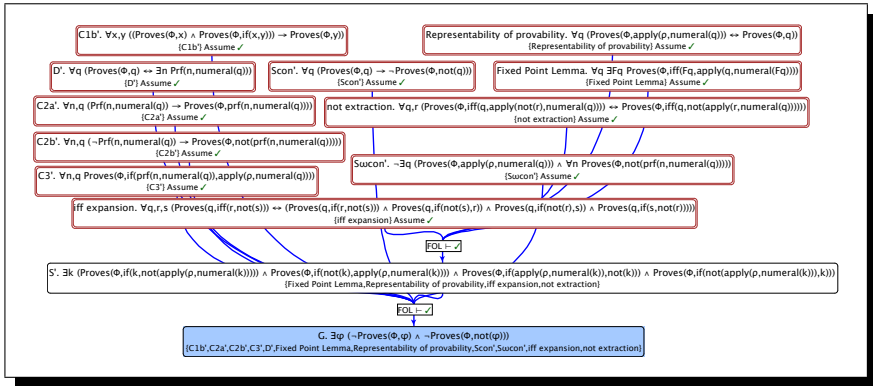 C1b'. ∀x,y ((Proves(Φ,x) ∧ Proves(Φ,if(x,y))) → Proves(Φ,y))
{C1b'} Assume ✓
Representability of provability. ∀q (Proves(Φ,apply(ρ,numeral(q))) ↔ Proves(Φ,q))
{Representability of provability} Assume ✓
D'. ∀q (Proves(Φ,q) ↔ ∃n Prf(n,numeral(q)))
{D'} Assume ✓
Scon'. ∀q (Proves(Φ,q) → ¬Proves(Φ,not(q)))
{Scon'} Assume ✓
Fixed Point Lemma. ∀q ∃Fq Proves(Φ,iff(Fq,apply(q,numeral(Fq))))
{Fixed Point Lemma} Assume ✓
C2a'. ∀n,q (Prf(n,numeral(q)) → Proves(Φ,prf(n,numeral(q))))
{C2a'} Assume ✓
not extraction. ∀q,r (Proves(Φ,iff(q,apply(not(r),numeral(q)))) ↔ Proves(Φ,iff(q,not(apply(r,numeral(q))))))
{not extraction} Assume ✓
C2b'. ∀n,q (¬Prf(n,numeral(q)) → Proves(Φ,not(prf(n,numeral(q)))))
{C2b'} Assume ✓
Sωcon'. ¬∃q (Proves(Φ,apply(ρ,numeral(q))) ∧ ∀n Proves(Φ,not(prf(n,numeral(q)))))
{Sωcon'} Assume ✓
C3'. ∀n,q Proves(Φ,if(prf(n,numeral(q)),apply(ρ,numeral(q))))
{C3'} Assume ✓
iff expansion. ∀q,r,s (Proves(q,iff(r,not(s))) ↔ (Proves(q,if(r,not(s))) ∧ Proves(q,if(not(s),r)) ∧ Proves(q,if(not(r),s)) ∧ Proves(q,if(s,not(r)))))
{iff expansion} Assume ✓
FOL ⊢ ✓
S'. ∃k (Proves(Φ,if(k,not(apply(ρ,numeral(k))))) ∧ Proves(Φ,if(not(k),apply(ρ,numeral(k)))) ∧ Proves(Φ,if(apply(ρ,numeral(k)),not(k))) ∧ Proves(Φ,if(not(apply(ρ,numeral(k))),k)))
{Fixed Point Lemma,Representability of provability,iff expansion,not extraction}
FOL ⊢ ✓
G. ∃φ (¬Proves(Φ,φ) ∧ ¬Proves(Φ,not(φ)))
{C1b',C2a',C2b',C3',D',Fixed Point Lemma,Representability of provability,Scon',Sωcon',iff expansion,not extraction}